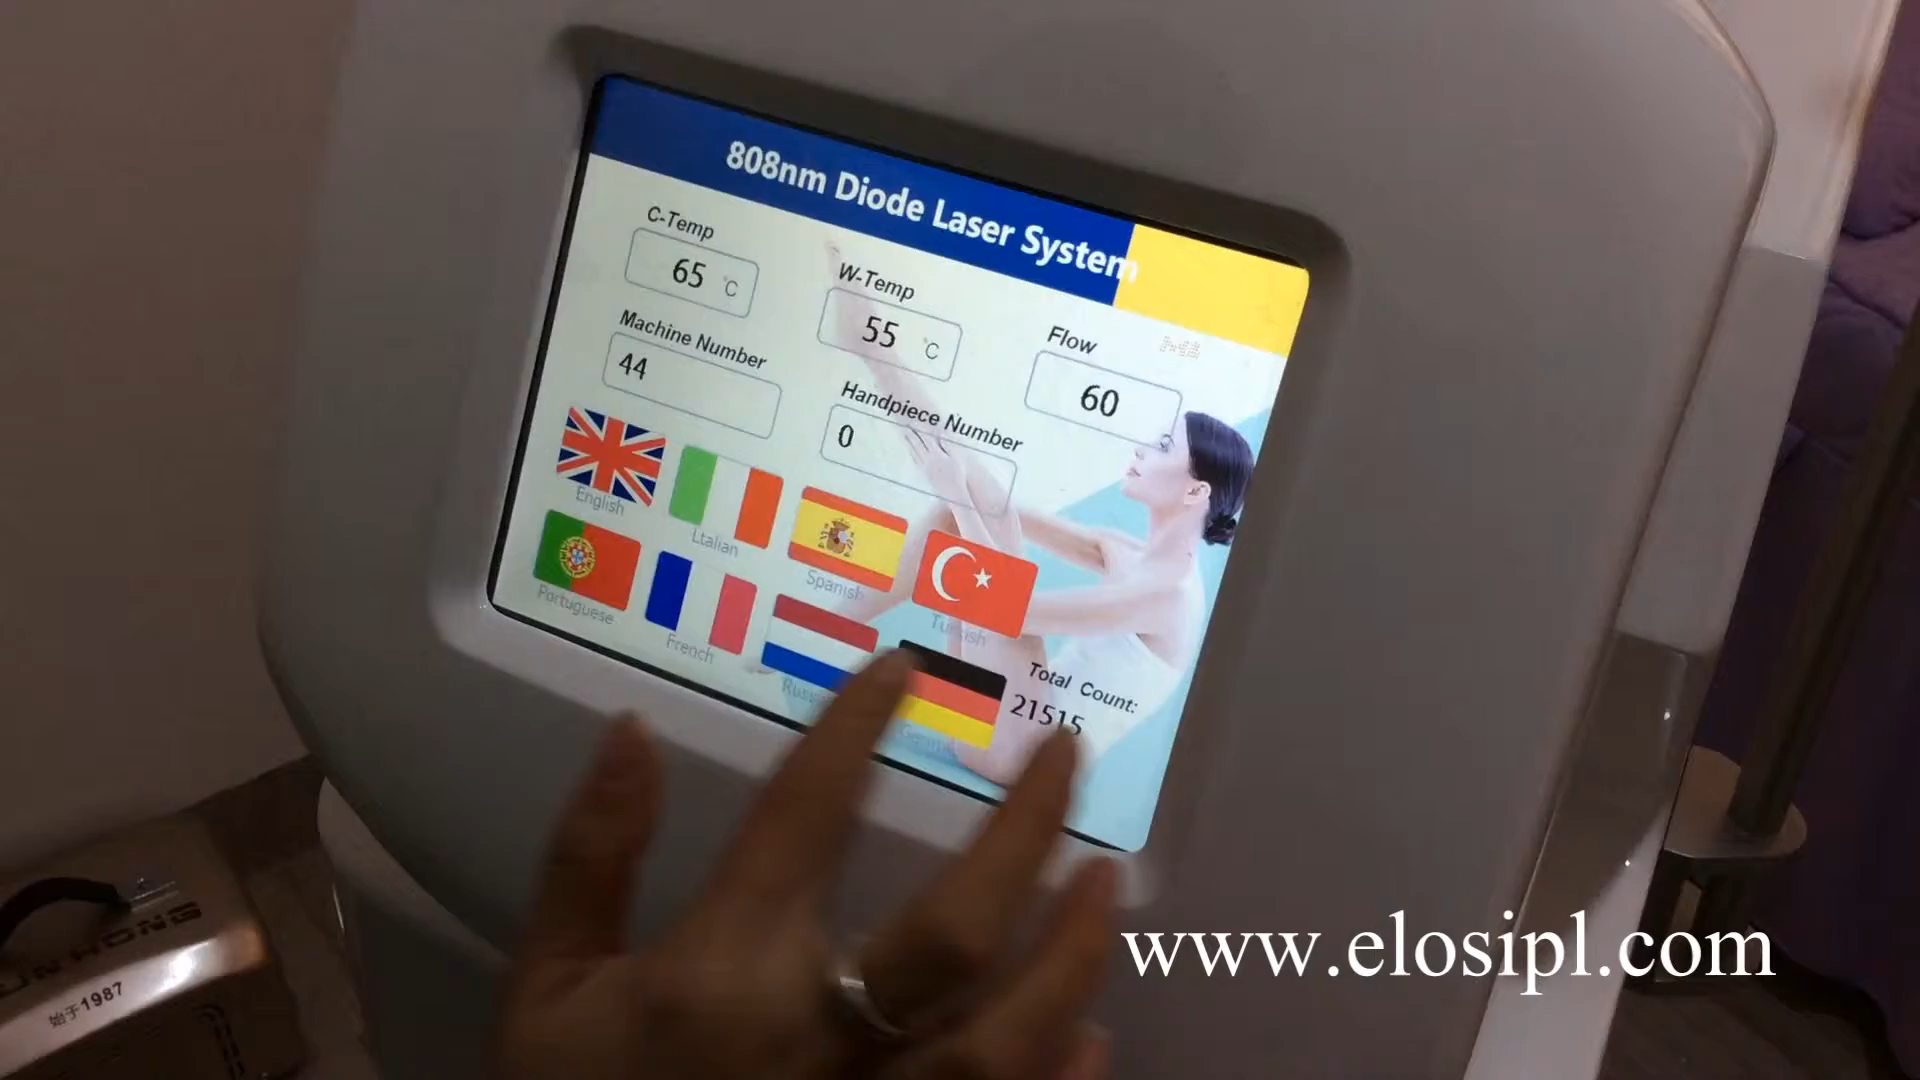 808nm Diode Laser System
C-Temp
65 °C
W-Temp
55 °C
Flow
60
Machine Number
44
Handpiece Number
0
English
Ltalian
Spanish
Turkish
Portuguese
French
Total Count:
21515
www.elosipl.com
始于1987